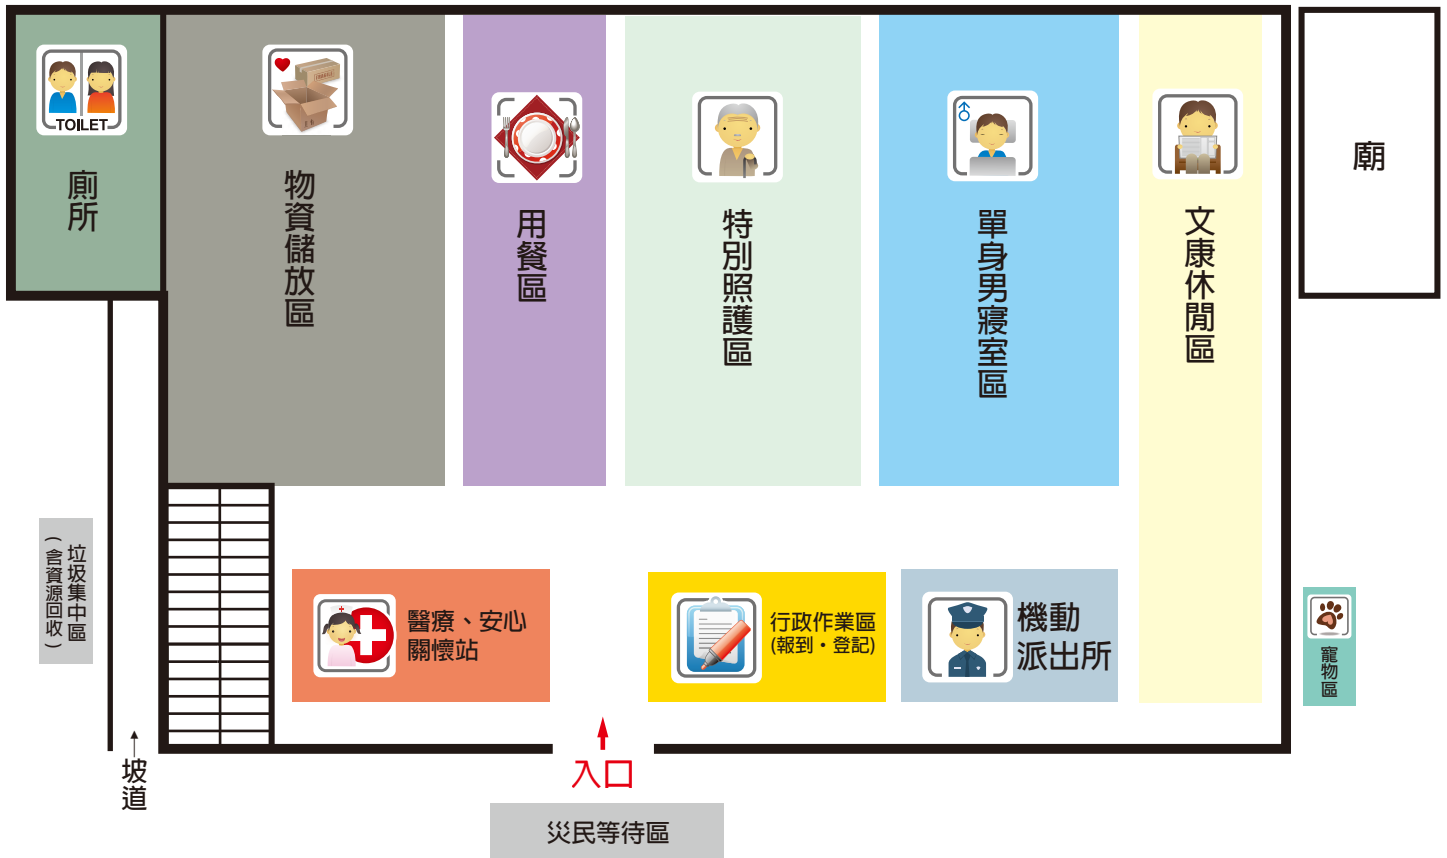 TOILET
廁所
物資儲放區
用餐區
特別照護區
單身男寢室區
文康休閒區
廟
垃圾集中區
(含資源回收)
醫療、安心
關懷站
行政作業區
(報到・登記)
機動
派出所
寵物區
坡道
入口
災民等待區